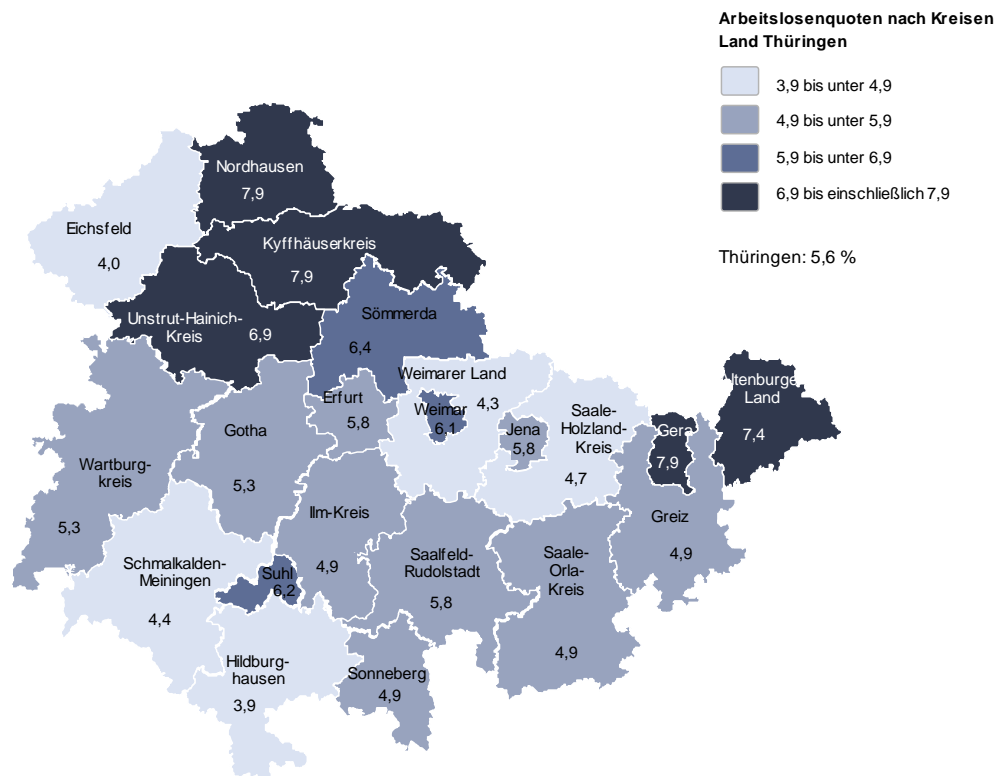 Arbeitslosenquoten nach Kreisen
Land Thüringen
3,9 bis unter 4,9
4,9 bis unter 5,9
5,9 bis unter 6,9
6,9 bis einschließlich 7,9
Thüringen: 5,6 %
Nordhausen
7,9
Eichsfeld
4,0
Kyffhäuserkreis
7,9
Unstrut-Hainich-
Kreis
6,9
Sömmerda
6,4
Weimarer Land
4,3
Weimar
6,1
Erfurt
5,8
Gotha
5,3
Wartburg-
kreis
5,3
Jena
5,8
Saale-
Holzland-
Kreis
4,7
Gera
7,9
ltenburge
Land
7,4
Greiz
4,9
Ilm-Kreis
4,9
Schmalkalden-
Meiningen
4,4
Suhl
6,2
Saalfeld-
Rudolstadt
5,8
Saale-
Orla-
Kreis
4,9
Hildburg-
hausen
3,9
Sonneberg
4,9